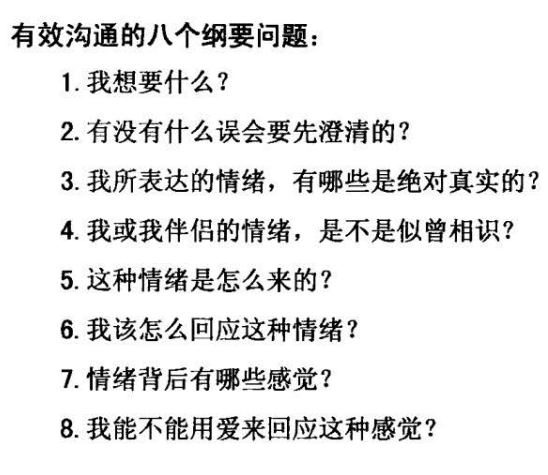 有效沟通的八个纲要问题：
1. 我想要什么？
2. 有没有什么误会要先澄清的？
3. 我所表达的情绪，有哪些是绝对真实的？
4. 我或我伴侣的情绪，是不是似曾相识？
5. 这种情绪是怎么来的？
6. 我该怎么回应这种情绪？
7. 情绪背后有哪些感觉？
8. 我能不能用爱来回应这种感觉？